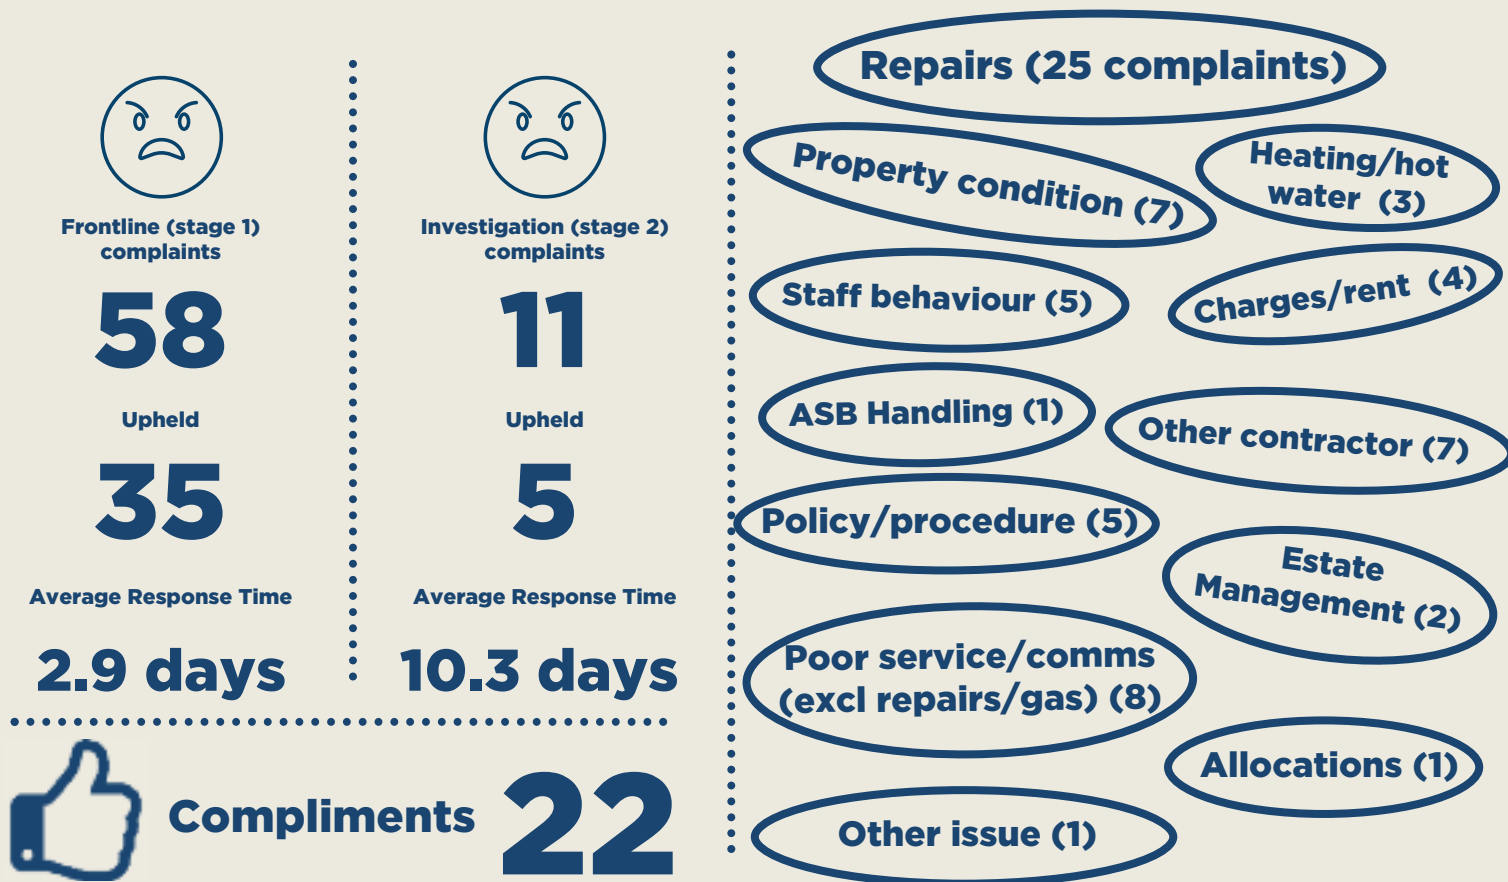 Frontline (stage 1)
complaints
58
Upheld
35
Average Response Time
2.9 days
Investigation (stage 2)
complaints
11
Upheld
5
Average Response Time
10.3 days
Compliments 22
Repairs (25 complaints)
Property condition (7)
Heating/hot
water (3)
Staff behaviour (5)
Charges/rent (4)
ASB Handling (1)
Other contractor (7)
Policy/procedure (5)
Estate
Management (2)
Poor service/comms
(excl repairs/gas) (8)
Allocations (1)
Other issue (1)